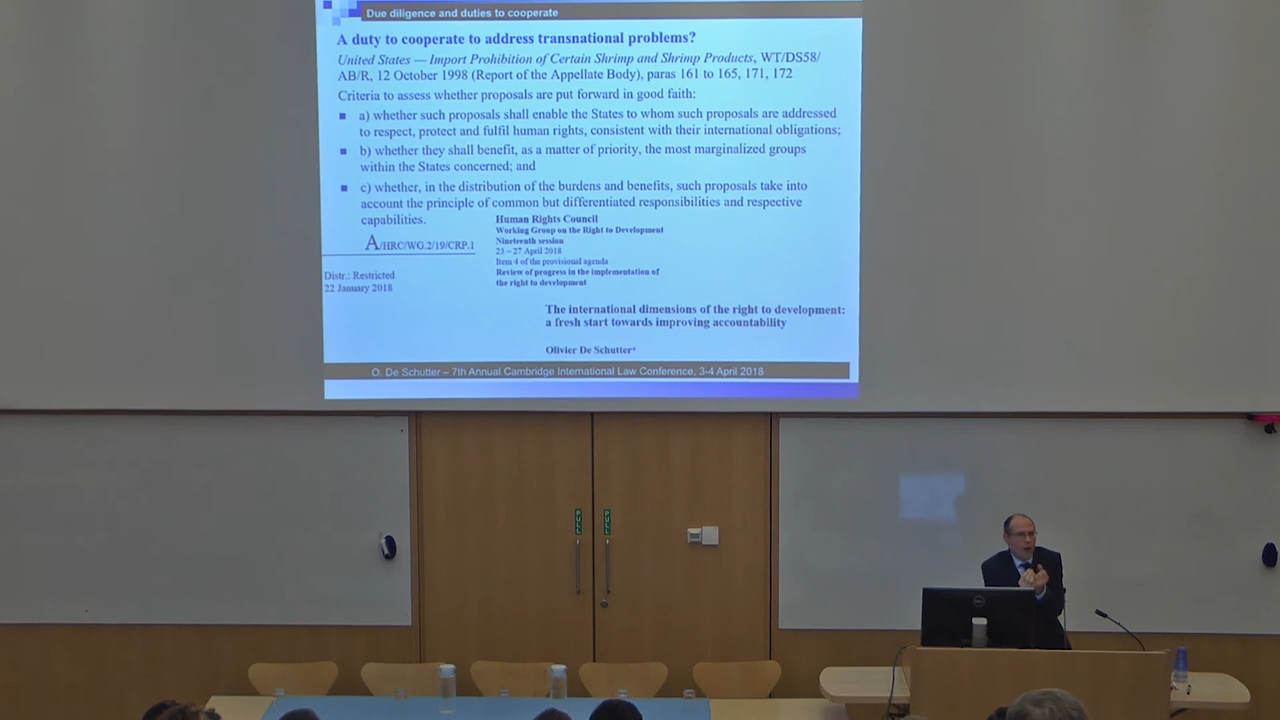 Due diligence and duties to cooperate
A duty to cooperate to address transnational problems?
United States — Import Prohibition of Certain Shrimp and Shrimp Products, WT/DS58/
AB/R, 12 October 1998 (Report of the Appellate Body), paras 161 to 165, 171, 172
Criteria to assess whether proposals are put forward in good faith:
a) whether such proposals shall enable the States to whom such proposals are addressed
to respect, protect and fulfil human rights, consistent with their international obligations;
b) whether they shall benefit, as a matter of priority, the most marginalized groups
within the States concerned; and
c) whether, in the distribution of the burdens and benefits, such proposals take into
account the principle of common but differentiated responsibilities and respective
capabilities.
A/HRC/WG.2/19/CRP.1
Distr.: Restricted
22 January 2018
Human Rights Council
Working Group on the Right to Development
Nineteenth session
23 – 27 April 2018
Item 4 of the provisional agenda
Review of progress in the implementation of
the right to development
The international dimensions of the right to development:
a fresh start towards improving accountability
Olivier De Schutter*
O. De Schutter – 7th Annual Cambridge International Law Conference, 3-4 April 2018
PULL
PULL
DELL